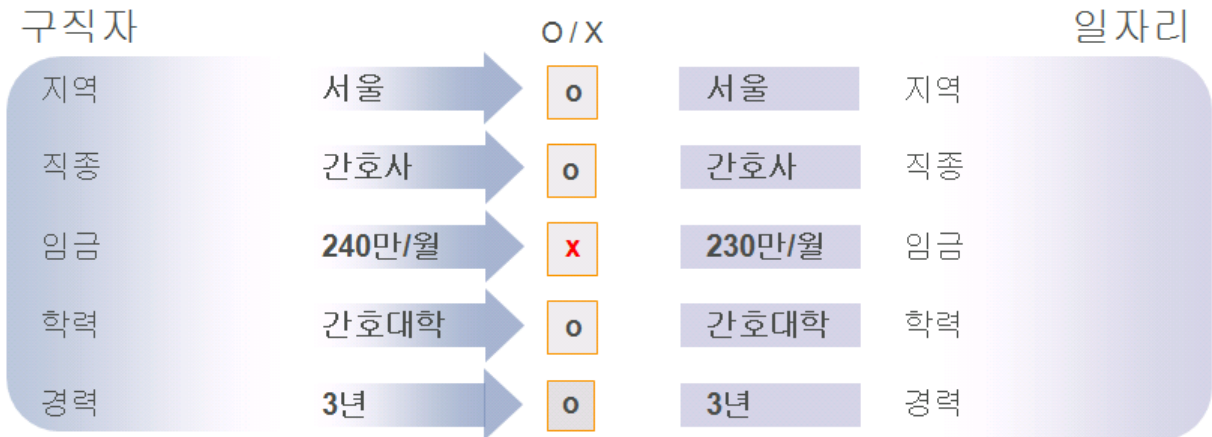 구직자 O / X 일자리
지역 서울 o 서울 지역
직종 간호사 o 간호사 직종
임금 240만/월 x 230만/월 임금
학력 간호대학 o 간호대학 학력
경력 3년 o 3년 경력